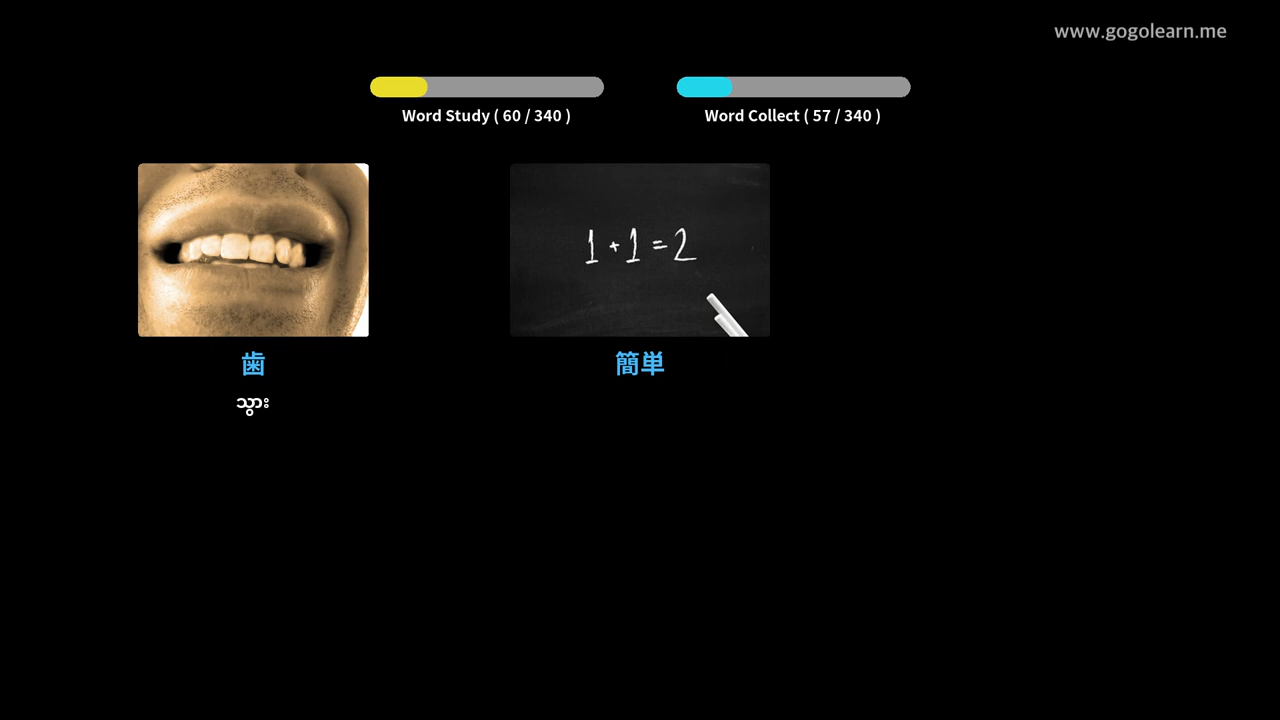 www.gogolearn.me
Word Study ( 60 / 340 )
Word Collect ( 57 / 340 )
1 + 1 = 2
歯
簡単
သွား